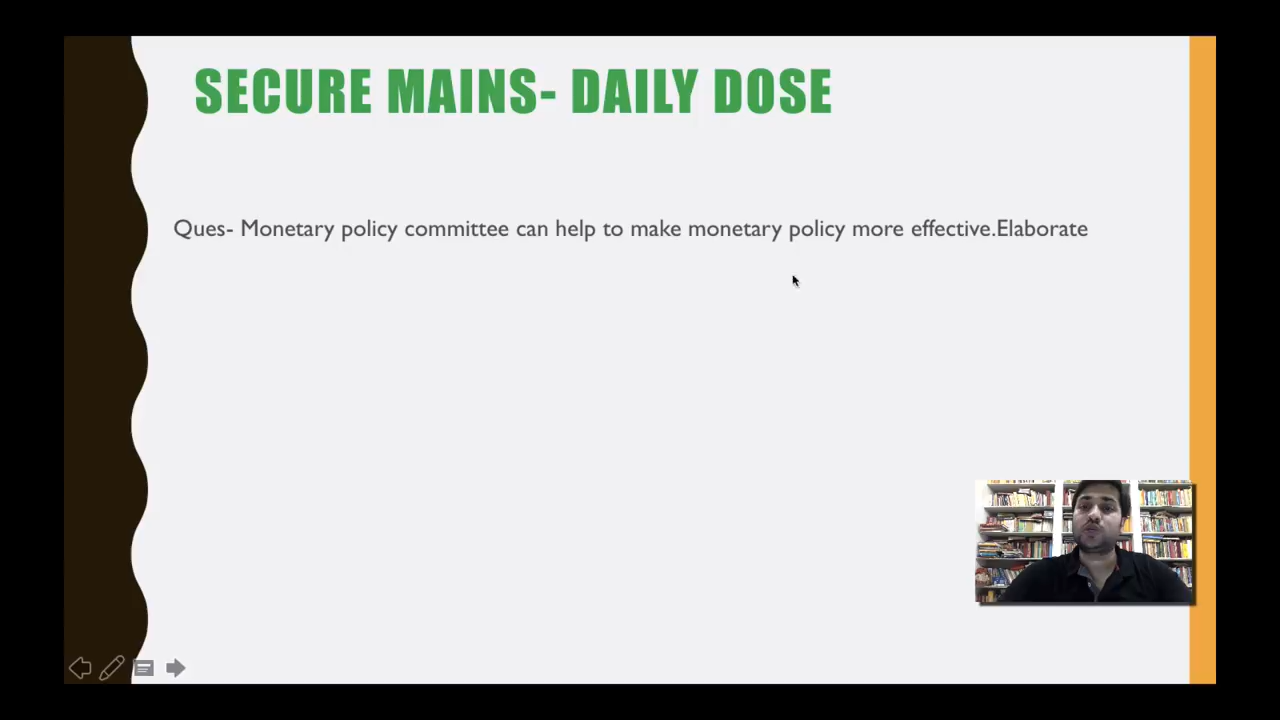 SECURE MAINS- DAILY DOSE
Ques- Monetary policy committee can help to make monetary policy more effective.Elaborate